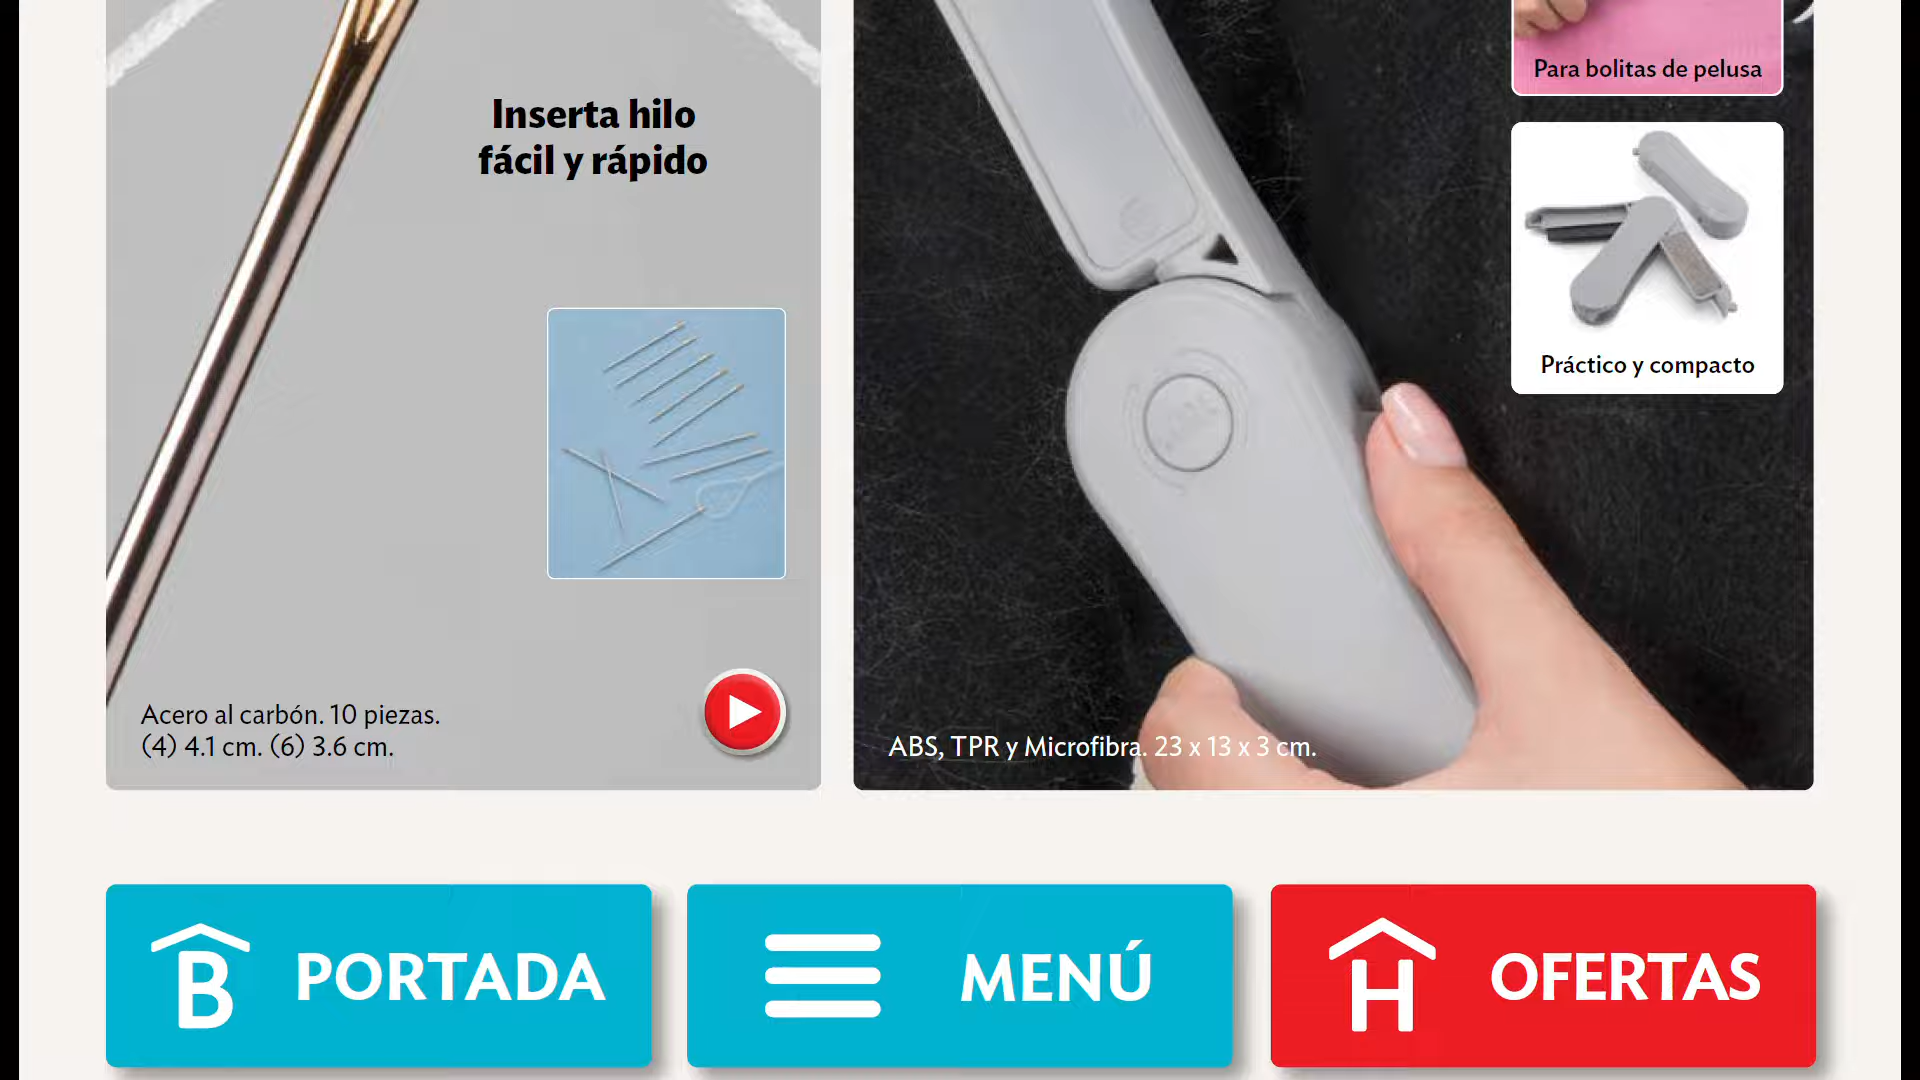 Inserta hilo
fácil y rápido
Acero al carbón. 10 piezas.
(4) 4.1 cm. (6) 3.6 cm.
Para bolitas de pelusa
Práctico y compacto
ABS, TPR y Microfibra. 23 x 13 x 3 cm.
B PORTADA
MENÚ
H OFERTAS